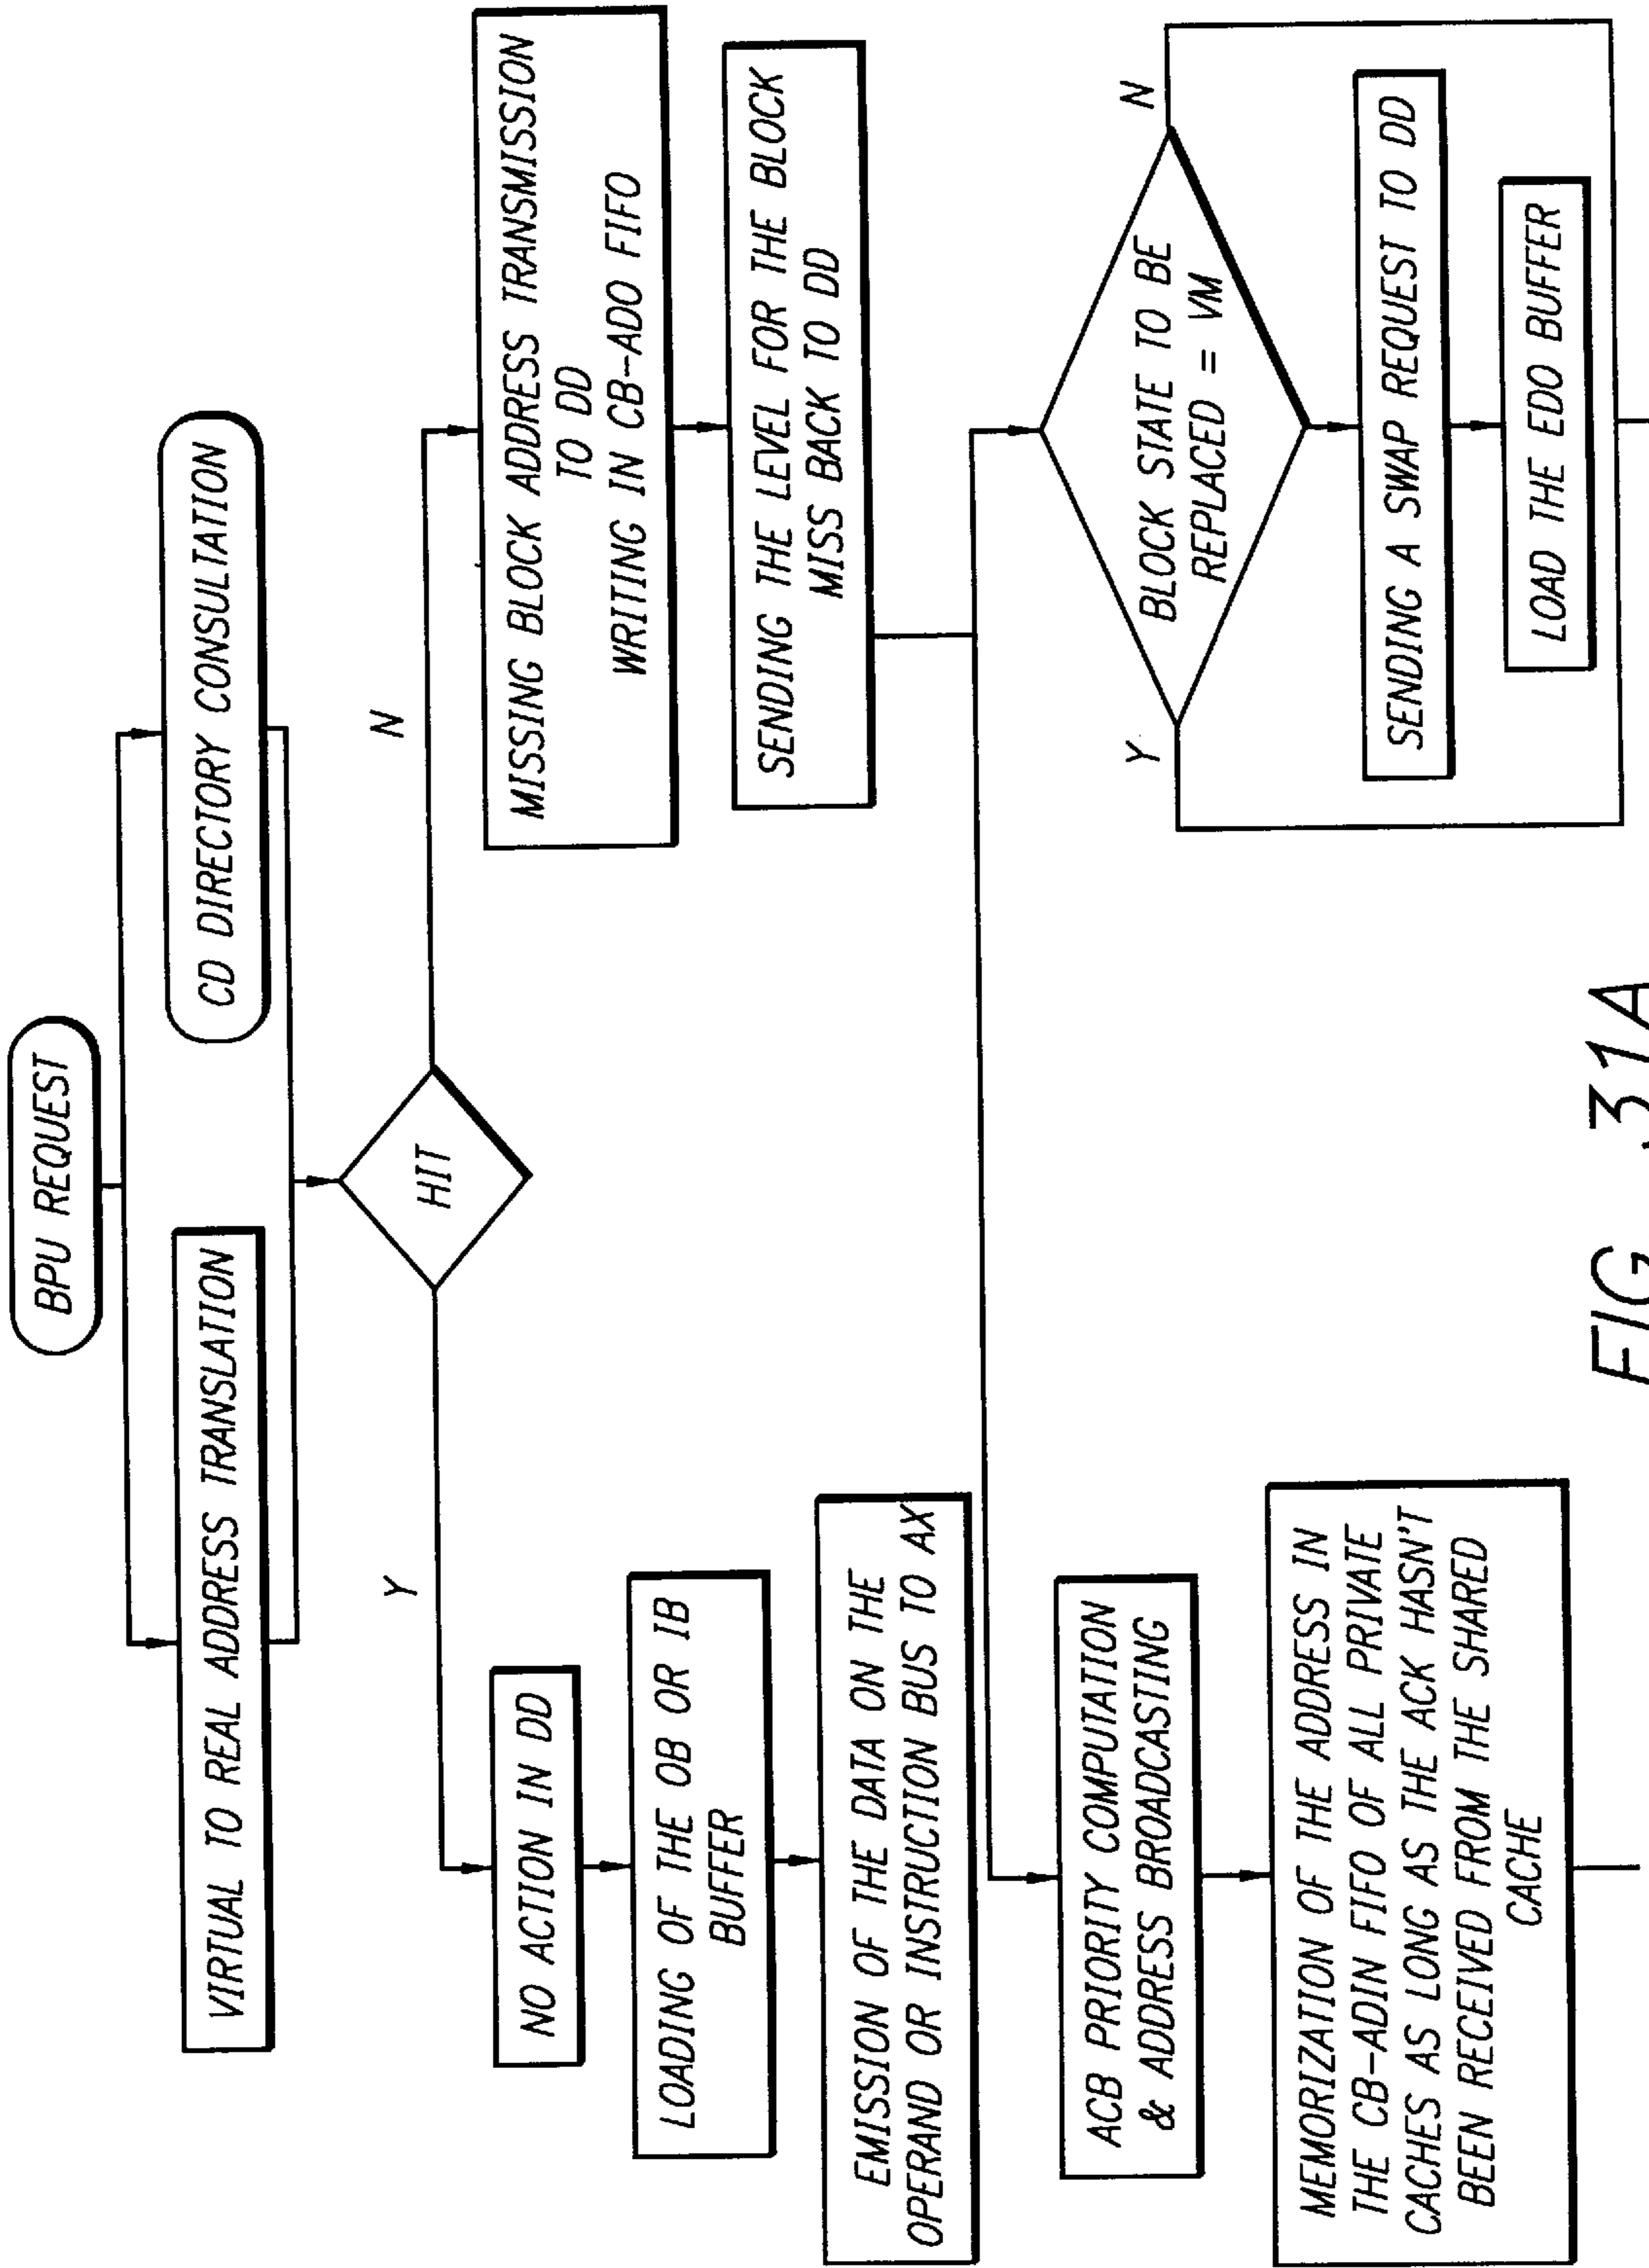 BPU REQUEST
VIRTUAL TO REAL ADDRESS TRANSLATION
CD DIRECTORY CONSULTATION
HIT
Y
N
NO ACTION IN DD
LOADING OF THE OB OR IB
BUFFER
EMISSION OF THE DATA ON THE
OPERAND OR INSTRUCTION BUS TO AX
MISSING BLOCK ADDRESS TRANSMISSION
TO DD
WRITING IN CB-ADO FIFO
SENDING THE LEVEL FOR THE BLOCK
MISS BACK TO DD
ACB PRIORITY COMPUTATION
& ADDRESS BROADCASTING
MEMORIZATION OF THE ADDRESS IN
THE CB-ADIN FIFO OF ALL PRIVATE
CACHES AS LONG AS THE ACK HASN'T
BEEN RECEIVED FROM THE SHARED
CACHE
Y
N
BLOCK STATE TO BE
REPLACED = VM
SENDING A SWAP REQUEST TO DD
LOAD THE EDO BUFFER
FIG. 31A